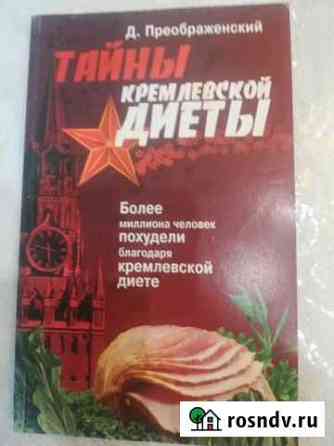 Д. Преображенский
ТАЙНЫ
КРЕМЛЕВСКОЙ
ДИЕТЫ
Более
миллиона человек
похудели
благодаря
кремлевской
диете
rosndv.ru